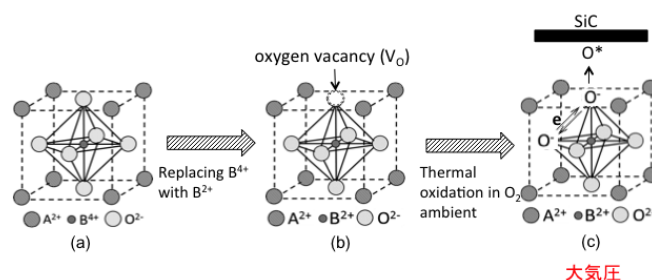 SiC
O*
oxygen vacancy (V₀)
O⁻
e
O⁻
Replacing B⁴⁺
with B²⁺
Thermal
oxidation in O₂
ambient
A²⁺ B⁴⁺ O²⁻
A²⁺ B²⁺ O²⁻
A²⁺ B²⁺ O²⁻
(a)
(b)
(c)
大気圧